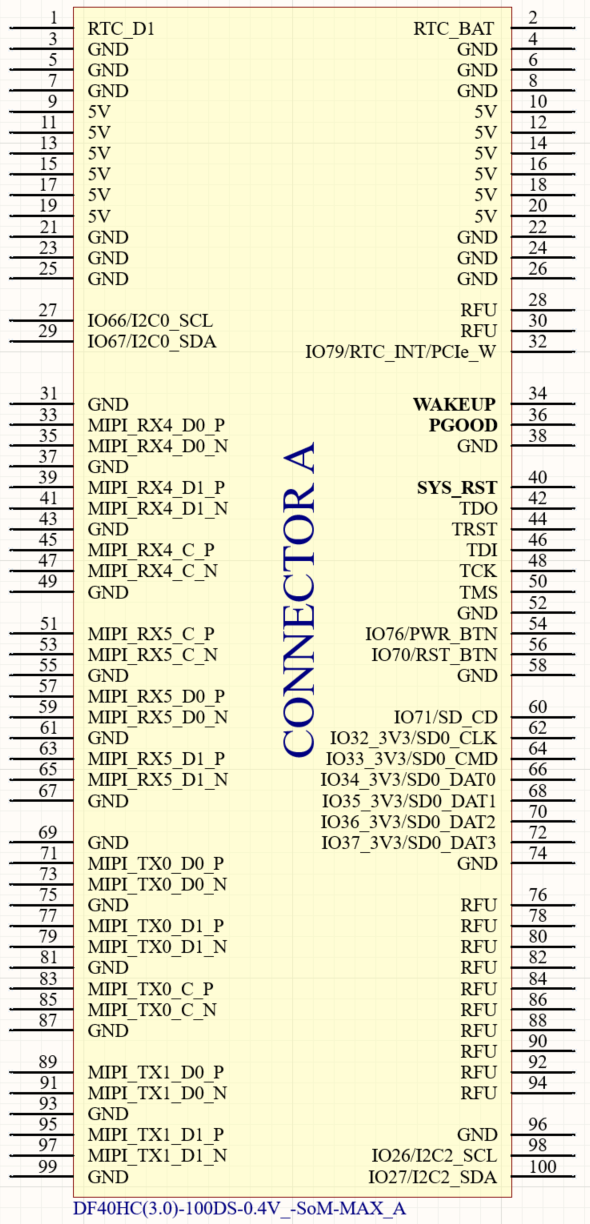 1 RTC_D1 RTC_BAT 2
3 GND GND 4
5 GND GND 6
7 GND GND 8
9 5V 5V 10
11 5V 5V 12
13 5V 5V 14
15 5V 5V 16
17 5V 5V 18
19 5V 5V 20
21 GND GND 22
23 GND GND 24
25 GND GND 26
RFU 28
27 IO66/I2C0_SCL RFU 30
29 IO67/I2C0_SDA IO79/RTC_INT/PCIe_W 32
31 GND WAKEUP 34
33 MIPI_RX4_D0_P PGOOD 36
35 MIPI_RX4_D0_N GND 38
37 GND
39 MIPI_RX4_D1_P SYS_RST 40
41 MIPI_RX4_D1_N TDO 42
43 GND TRST 44
45 MIPI_RX4_C_P TDI 46
47 MIPI_RX4_C_N TCK 48
49 GND TMS 50
GND 52
51 MIPI_RX5_C_P IO76/PWR_BTN 54
53 MIPI_RX5_C_N IO70/RST_BTN 56
55 GND GND 58
57 MIPI_RX5_D0_P
59 MIPI_RX5_D0_N IO71/SD_CD 60
61 GND IO32_3V3/SD0_CLK 62
63 MIPI_RX5_D1_P IO33_3V3/SD0_CMD 64
65 MIPI_RX5_D1_N IO34_3V3/SD0_DAT0 66
67 GND IO35_3V3/SD0_DAT1 68
IO36_3V3/SD0_DAT2 70
69 GND IO37_3V3/SD0_DAT3 72
71 MIPI_TX0_D0_P GND 74
73 MIPI_TX0_D0_N
75 GND RFU 76
77 MIPI_TX0_D1_P RFU 78
79 MIPI_TX0_D1_N RFU 80
81 GND RFU 82
83 MIPI_TX0_C_P RFU 84
85 MIPI_TX0_C_N RFU 86
87 GND RFU 88
RFU 90
89 MIPI_TX1_D0_P RFU 92
91 MIPI_TX1_D0_N RFU 94
93 GND
95 MIPI_TX1_D1_P GND 96
97 MIPI_TX1_D1_N IO26/I2C2_SCL 98
99 GND IO27/I2C2_SDA 100
CONNECTOR A
DF40HC(3.0)-100DS-0.4V_-SoM-MAX_A